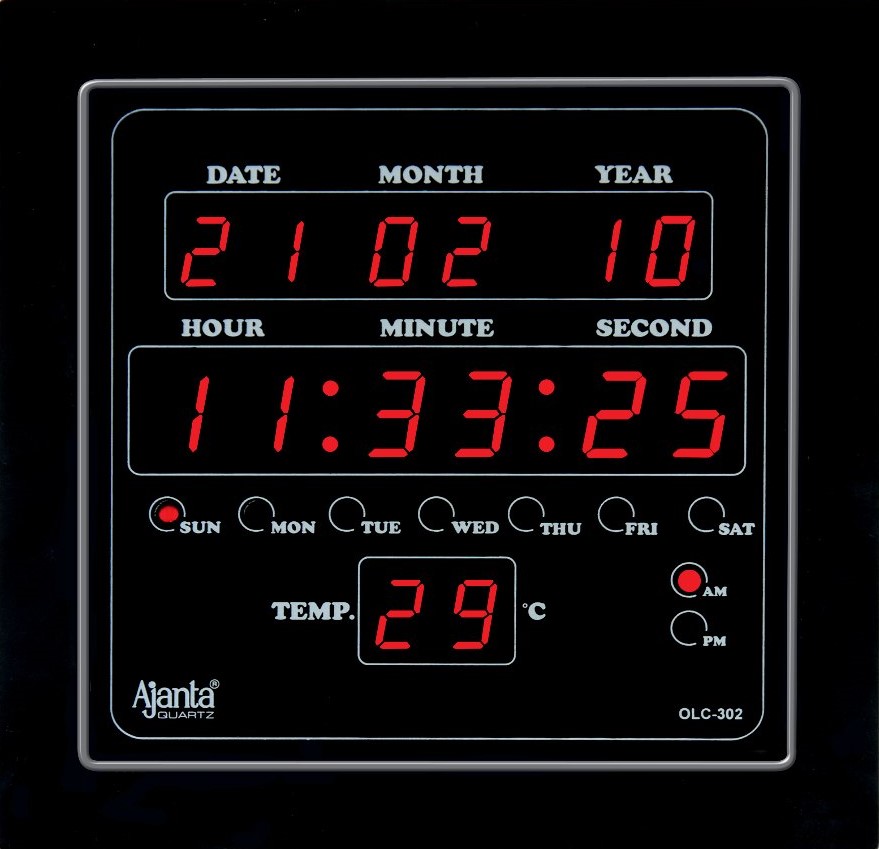 DATE MONTH YEAR
21 02 10
HOUR MINUTE SECOND
11:33:25
SUN MON TUE WED THU FRI SAT
TEMP. 29 °C
AM
PM
Ajanta®
QUARTZ
OLC-302